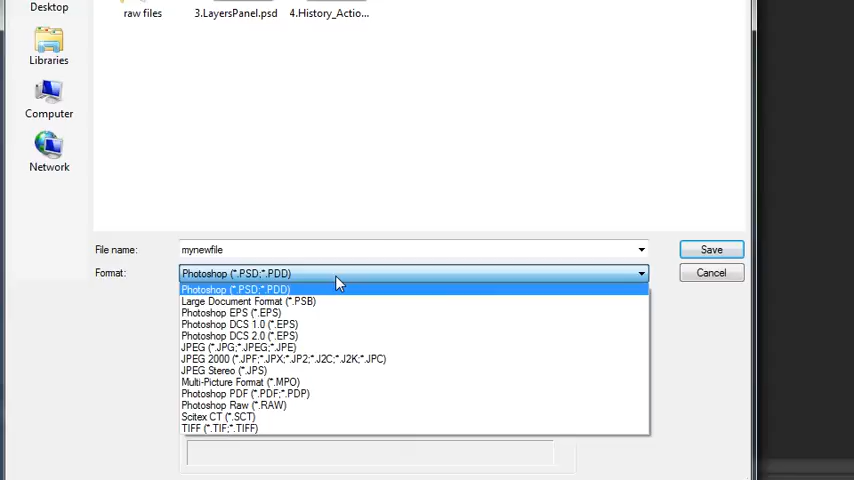 Desktop
raw files
3.LayersPanel.psd
4.History_Actio...
Libraries
Computer
Network
File name:
mynewfile
Save
Format:
Photoshop (*.PSD;*.PDD)
Cancel
Photoshop (*.PSD;*.PDD)
Large Document Format (*.PSB)
Photoshop EPS (*.EPS)
Photoshop DCS 1.0 (*.EPS)
Photoshop DCS 2.0 (*.EPS)
JPEG (*.JPG;*.JPEG;*.JPE)
JPEG 2000 (*.JPF;*.JPX;*.JP2;*.J2C;*.J2K;*.JPC)
JPEG Stereo (*.JPS)
Multi-Picture Format (*.MPO)
Photoshop PDF (*.PDF;*.PDP)
Photoshop Raw (*.RAW)
Scitex CT (*.SCT)
TIFF (*.TIF;*.TIFF)